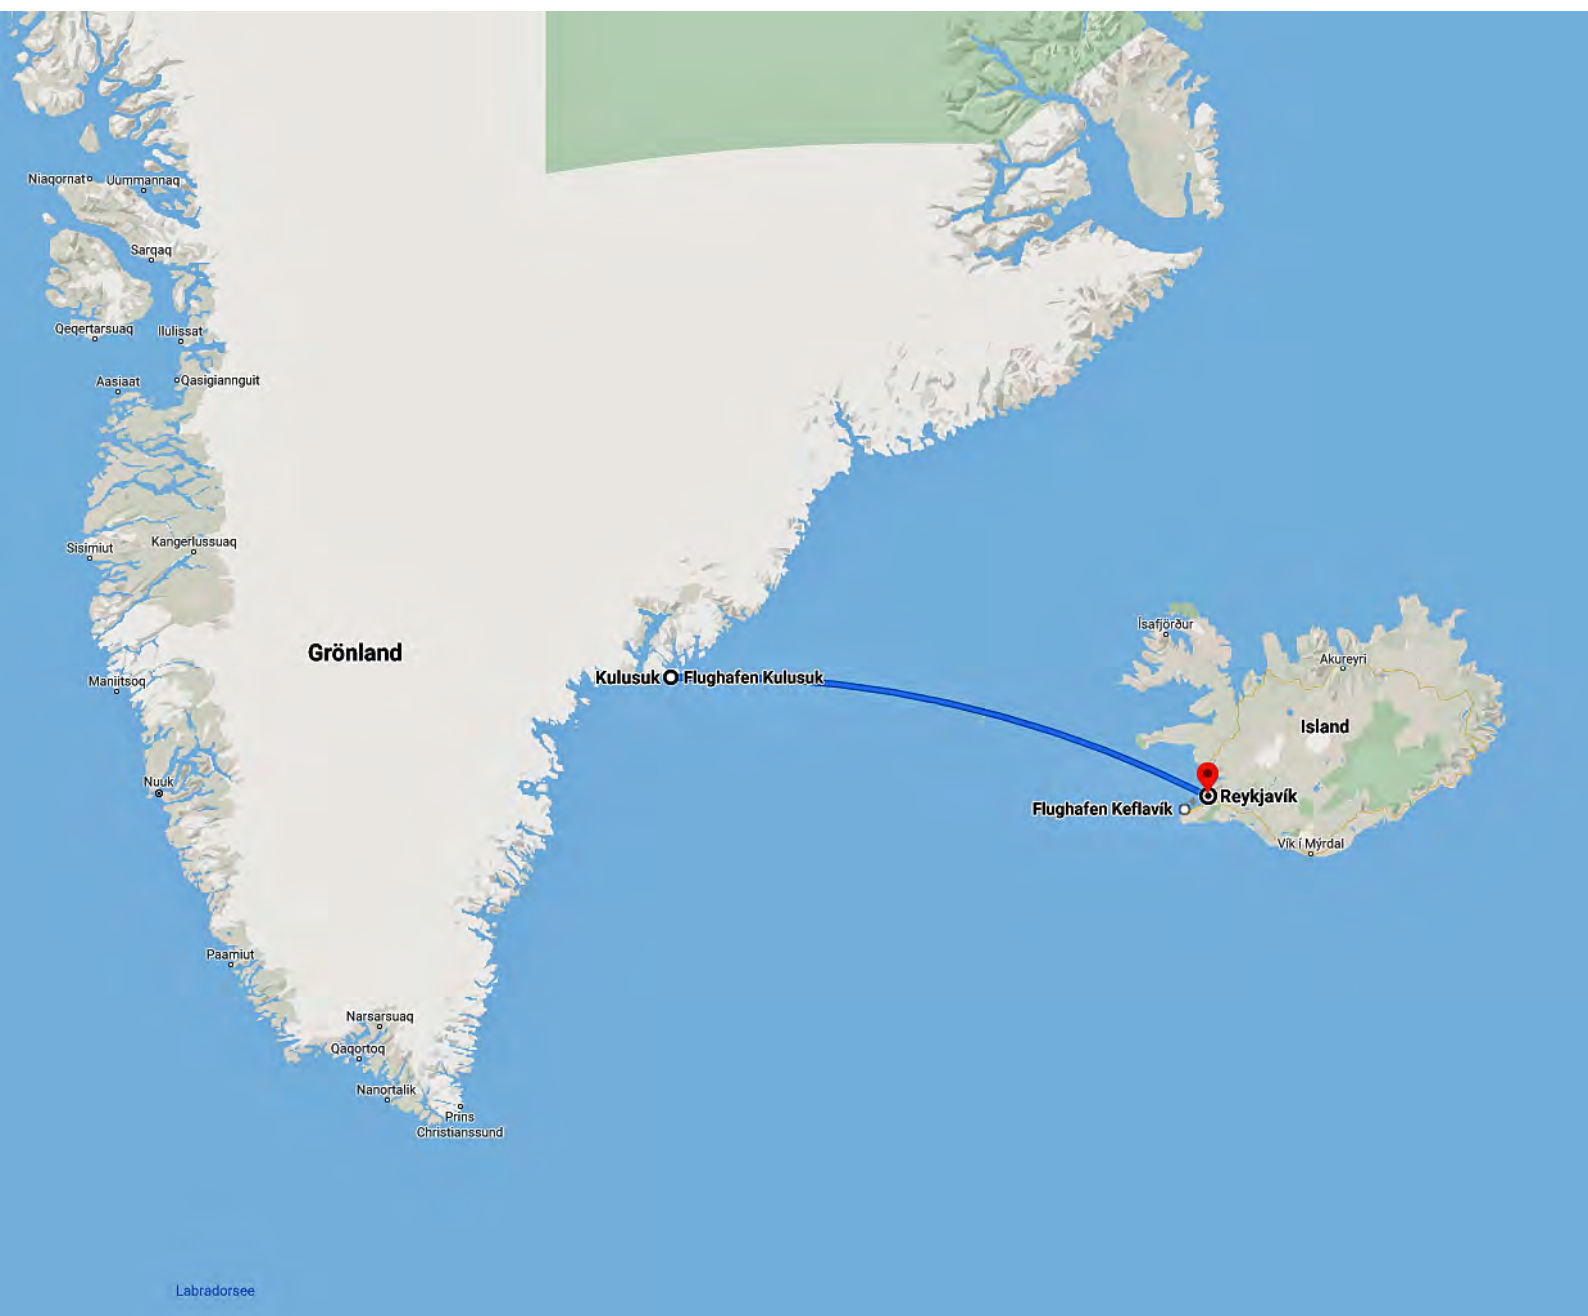 Niaqornat
Uummannaq
Sarqaq
Qeqertarsuaq
Ilulissat
Aasiaat
Qasigiannguit
Sisimiut
Kangerlussuaq
Ísafjörður
Grönland
Akureyri
Kulusuk
Flughafen Kulusuk
Maniitsoq
Island
Nuuk
Reykjavík
Flughafen Keflavík
Vík í Mýrdal
Paamiut
Narsarsuaq
Qaqortoq
Nanortalik
Prins
Christianssund
Labradorsee